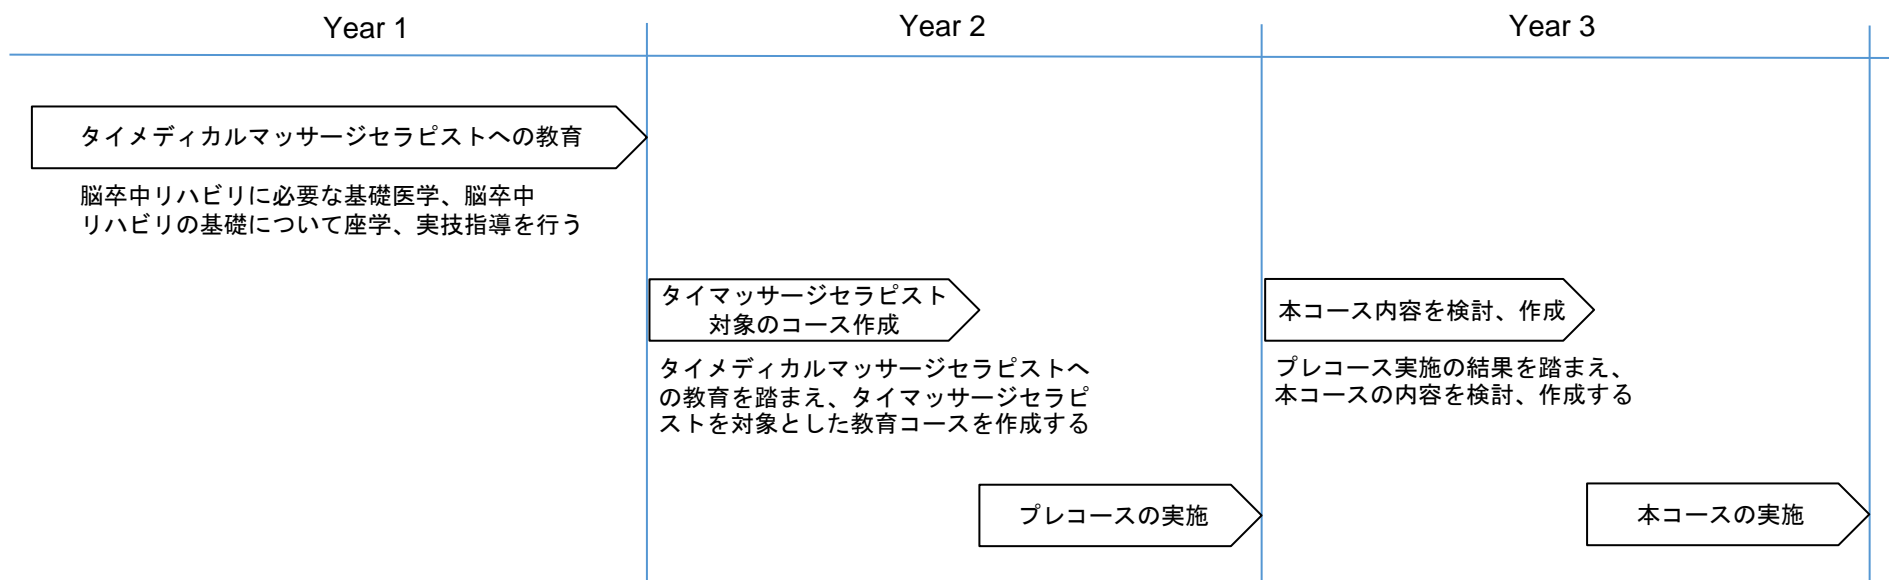 Year 1
Year 2
Year 3
タイメディカルマッサージセラピストへの教育
脳卒中リハビリに必要な基礎医学、脳卒中
リハビリの基礎について座学、実技指導を行う
タイマッサージセラピスト
対象のコース作成
タイメディカルマッサージセラピストへ
の教育を踏まえ、タイマッサージセラピ
ストを対象とした教育コースを作成する
プレコースの実施
本コース内容を検討、作成
プレコース実施の結果を踏まえ、
本コースの内容を検討、作成する
本コースの実施